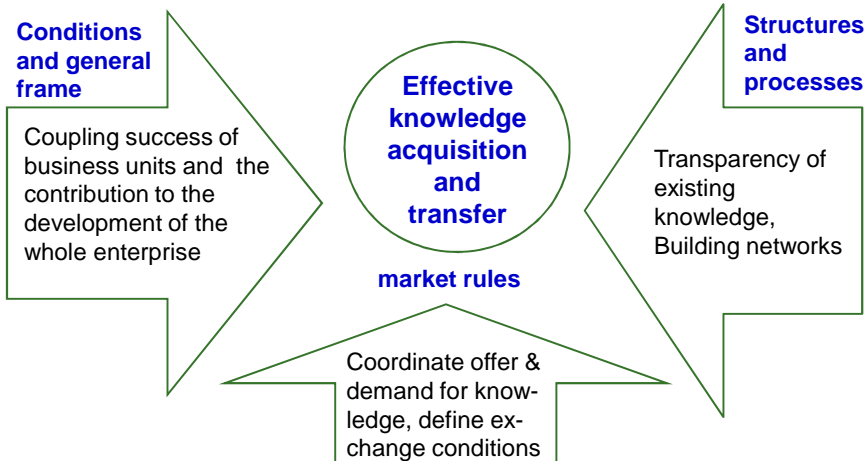 Conditions
and general
frame
Coupling success of
business units and  the
contribution to the
development of the
whole enterprise
Effective
knowledge
acquisition
and
transfer
market rules
Coordinate offer &
demand for know-
ledge, define ex-
change conditions
Structures
and
processes
Transparency of
existing
knowledge,
Building networks